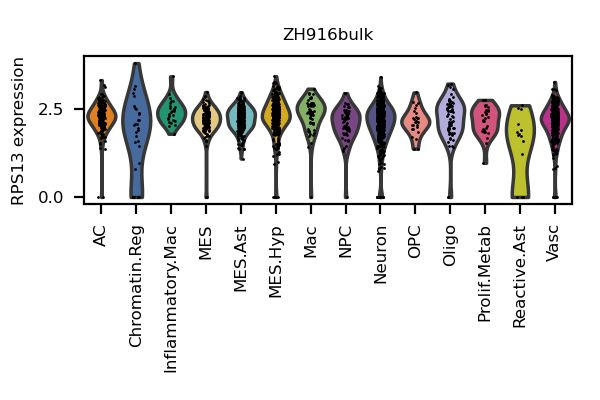 ZH916bulk
RPS13 expression
2.5
0.0
AC
Chromatin.Reg
Inflammatory.Mac
MES
MES.Ast
MES.Hyp
Mac
NPC
Neuron
OPC
Oligo
Prolif.Metab
Reactive.Ast
Vasc